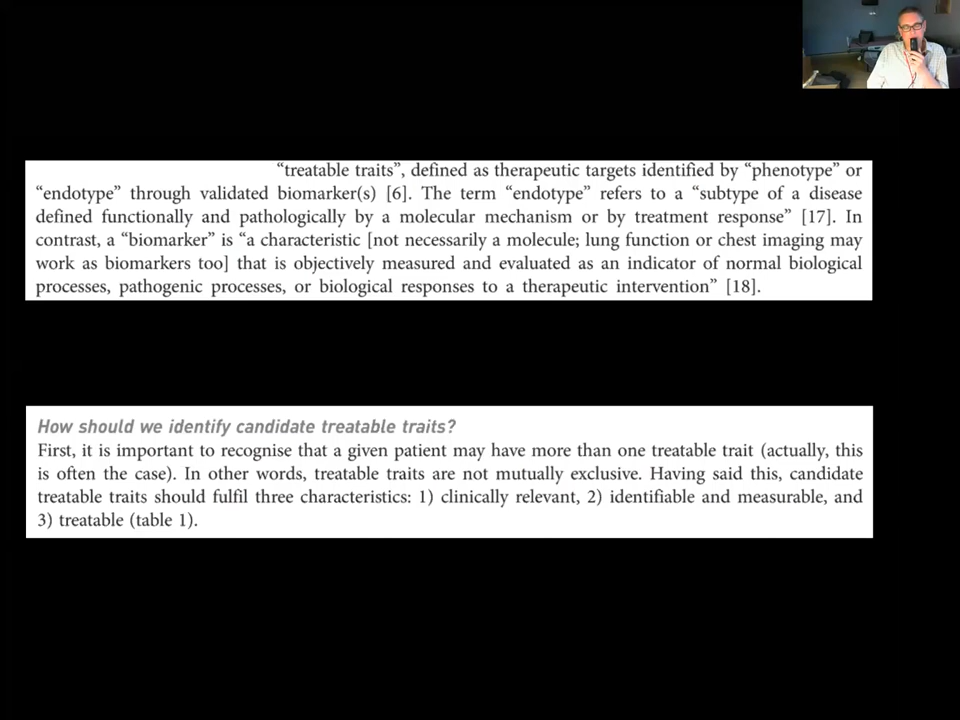 “treatable traits”, defined as therapeutic targets identified by “phenotype” or
“endotype” through validated biomarker(s) [6]. The term “endotype” refers to a “subtype of a disease
defined functionally and pathologically by a molecular mechanism or by treatment response” [17]. In
contrast, a “biomarker” is “a characteristic [not necessarily a molecule; lung function or chest imaging may
work as biomarkers too] that is objectively measured and evaluated as an indicator of normal biological
processes, pathogenic processes, or biological responses to a therapeutic intervention” [18].
How should we identify candidate treatable traits?
First, it is important to recognise that a given patient may have more than one treatable trait (actually, this
is often the case). In other words, treatable traits are not mutually exclusive. Having said this, candidate
treatable traits should fulfil three characteristics: 1) clinically relevant, 2) identifiable and measurable, and
3) treatable (table 1).